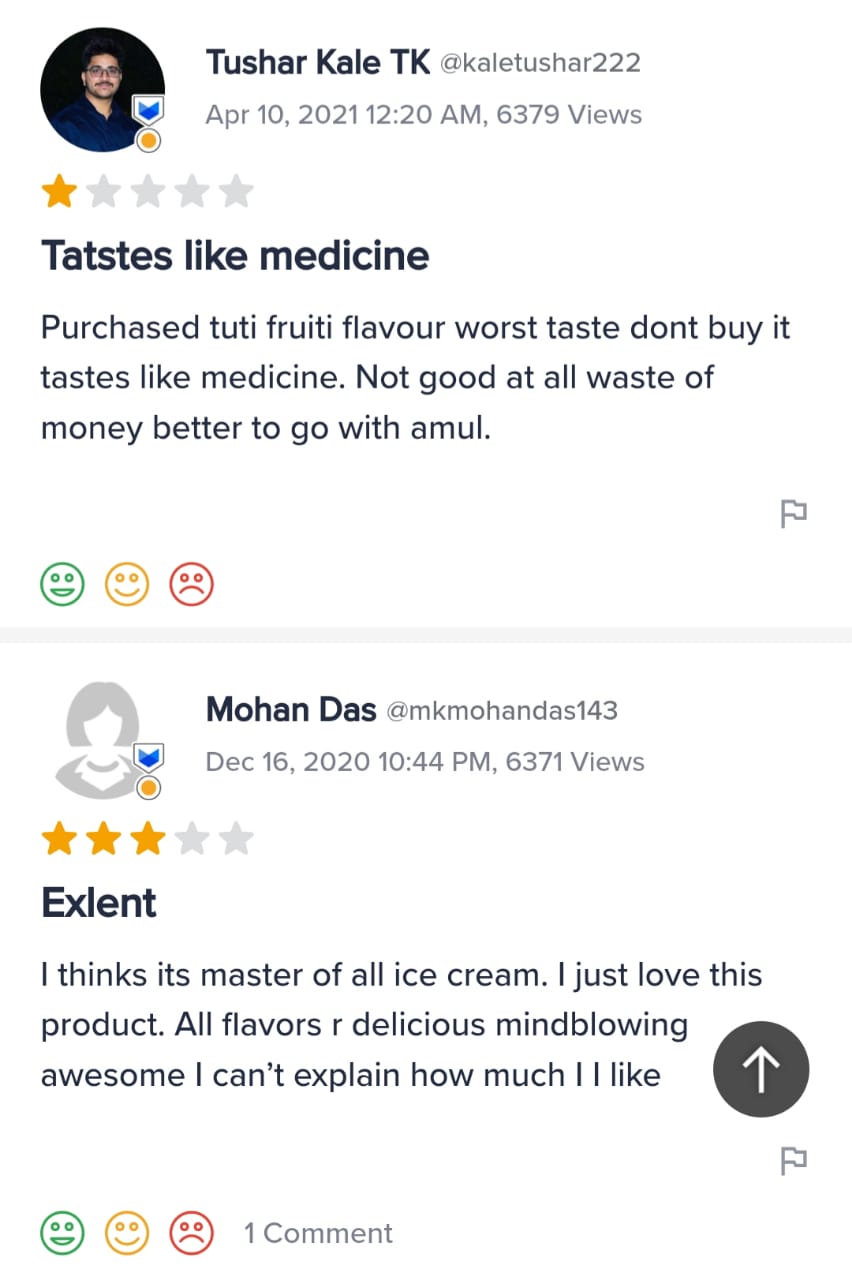 Tushar Kale TK @kaletushar222
Apr 10, 2021 12:20 AM, 6379 Views
Tatstes like medicine
Purchased tuti fruiti flavour worst taste dont buy it
tastes like medicine. Not good at all waste of
money better to go with amul.
Mohan Das @mkmohandas143
Dec 16, 2020 10:44 PM, 6371 Views
Exlent
I thinks its master of all ice cream. I just love this
product. All flavors r delicious mindblowing
awesome I can’t explain how much I I like
1 Comment